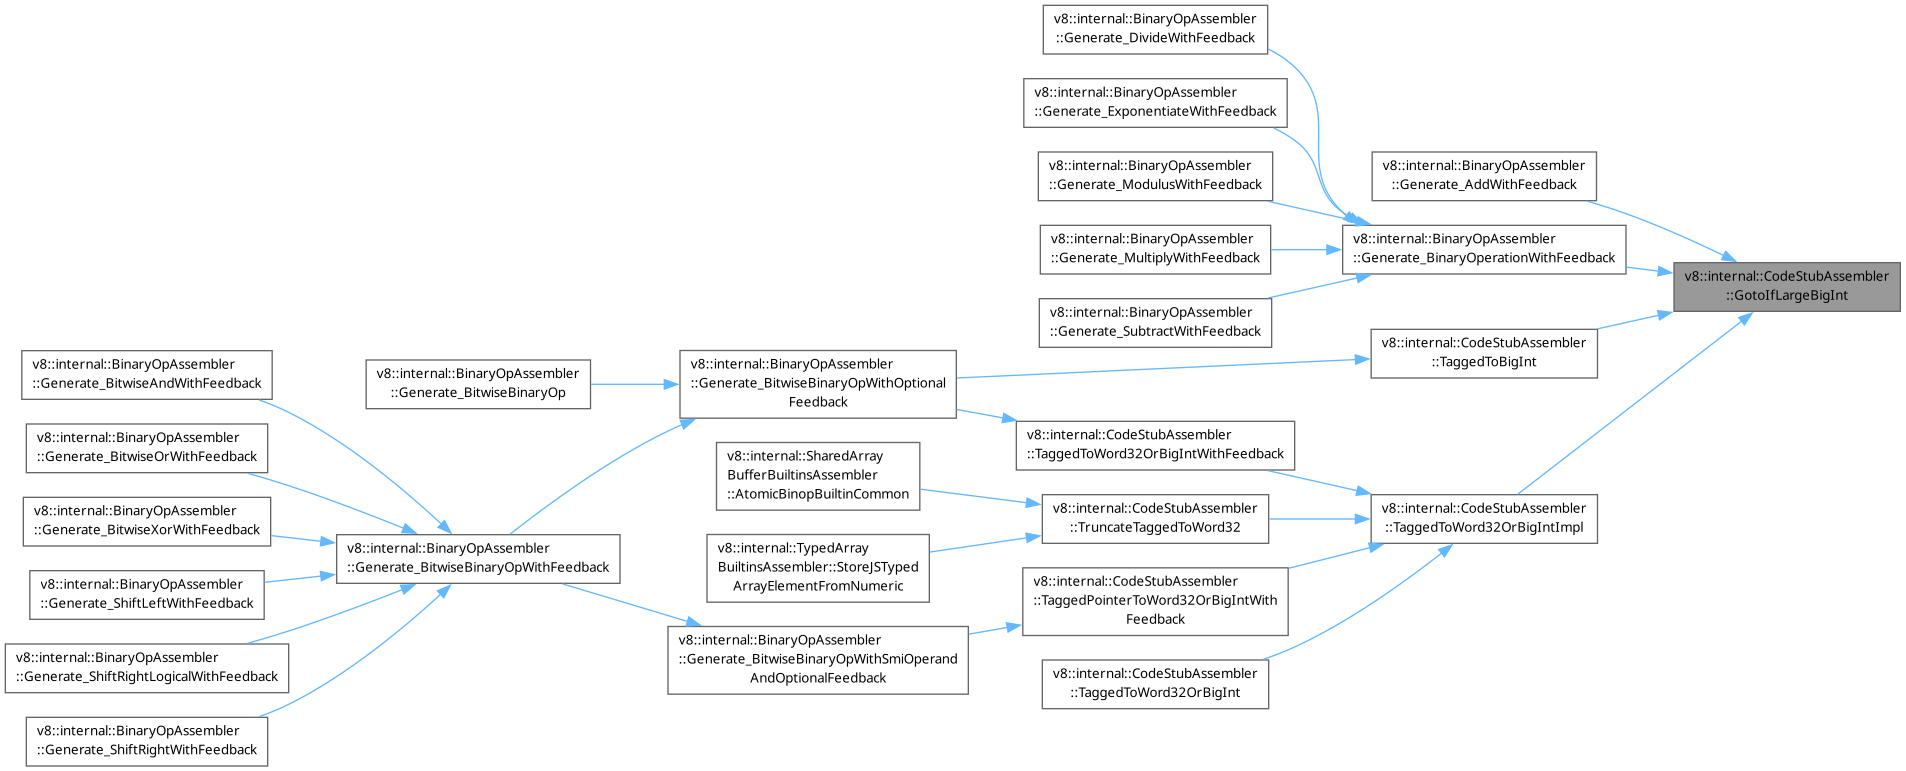 v8::internal::BinaryOpAssembler
::Generate_DivideWithFeedback
v8::internal::BinaryOpAssembler
::Generate_ExponentiateWithFeedback
v8::internal::BinaryOpAssembler
::Generate_ModulusWithFeedback
v8::internal::BinaryOpAssembler
::Generate_AddWithFeedback
v8::internal::BinaryOpAssembler
::Generate_MultiplyWithFeedback
v8::internal::BinaryOpAssembler
::Generate_BinaryOperationWithFeedback
v8::internal::CodeStubAssembler
::GotoIfLargeBigInt
v8::internal::BinaryOpAssembler
::Generate_SubtractWithFeedback
v8::internal::CodeStubAssembler
::TaggedToBigInt
v8::internal::BinaryOpAssembler
::Generate_BitwiseAndWithFeedback
v8::internal::BinaryOpAssembler
::Generate_BitwiseBinaryOp
v8::internal::BinaryOpAssembler
::Generate_BitwiseBinaryOpWithOptional
Feedback
v8::internal::BinaryOpAssembler
::Generate_BitwiseOrWithFeedback
v8::internal::CodeStubAssembler
::TaggedToWord32OrBigIntWithFeedback
v8::internal::SharedArray
BufferBuiltinsAssembler
::AtomicBinopBuiltinCommon
v8::internal::BinaryOpAssembler
::Generate_BitwiseXorWithFeedback
v8::internal::CodeStubAssembler
::TruncateTaggedToWord32
v8::internal::CodeStubAssembler
::TaggedToWord32OrBigIntImpl
v8::internal::BinaryOpAssembler
::Generate_BitwiseBinaryOpWithFeedback
v8::internal::TypedArray
BuiltinsAssembler::StoreJSTyped
ArrayElementFromNumeric
v8::internal::BinaryOpAssembler
::Generate_ShiftLeftWithFeedback
v8::internal::CodeStubAssembler
::TaggedPointerToWord32OrBigIntWith
Feedback
v8::internal::BinaryOpAssembler
::Generate_ShiftRightLogicalWithFeedback
v8::internal::BinaryOpAssembler
::Generate_BitwiseBinaryOpWithSmiOperand
AndOptionalFeedback
v8::internal::CodeStubAssembler
::TaggedToWord32OrBigInt
v8::internal::BinaryOpAssembler
::Generate_ShiftRightWithFeedback